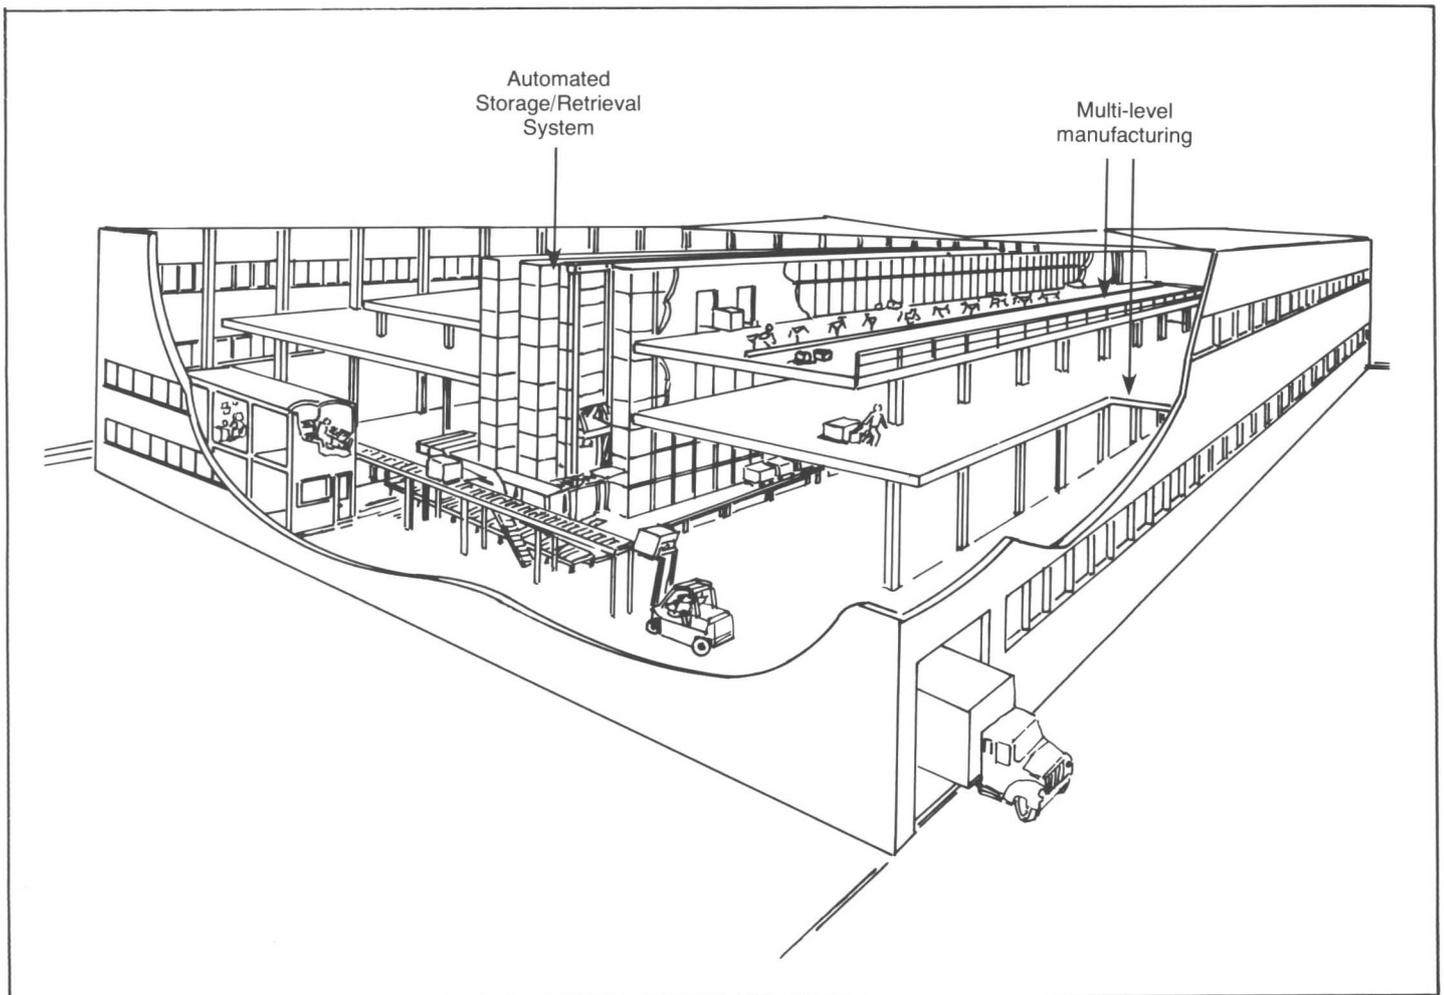 Automated
Storage/Retrieval
System
Multi-level
manufacturing